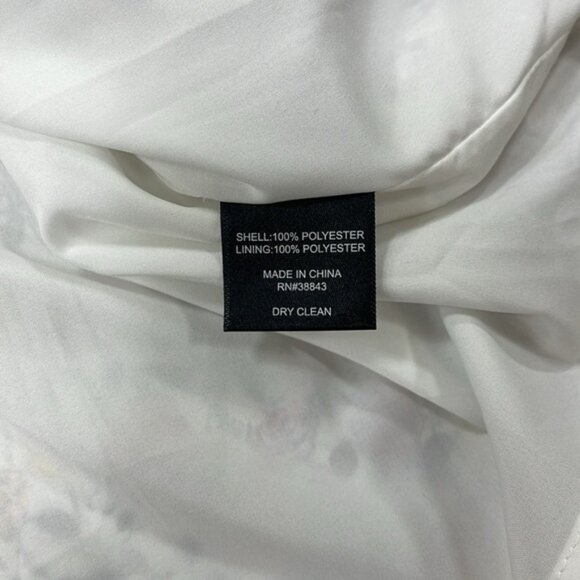 SHELL:100% POLYESTER
LINING:100% POLYESTER
MADE IN CHINA
RN#38843
DRY CLEAN